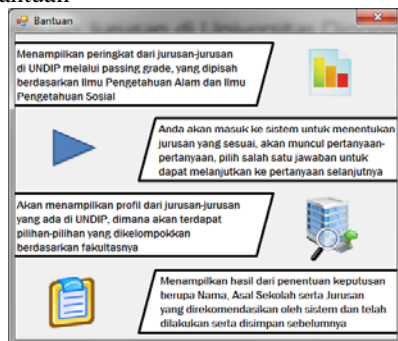 Bantuan
Menampilkan peringkat dari jurusan-jurusan
di UNDIP melalui passing grade, yang dipisah
berdasarkan Ilmu Pengetahuan Alam dan Ilmu
Pengetahuan Sosial
Anda akan masuk ke sistem untuk menentukan
jurusan yang sesuai, akan muncul pertanyaan-
pertanyaan, pilih salah satu jawaban untuk
dapat melanjutkan ke pertanyaan selanjutnya
Akan menampilkan profil dari jurusan-jurusan
yang ada di UNDIP, dimana akan terdapat
pilihan-pilihan yang dikelompokkan
berdasarkan fakultasnya
Menampilkan hasil dari penentuan keputusan
berupa Nama, Asal Sekolah serta Jurusan
yang direkomendasikan oleh sistem dan telah
dilakukan serta disimpan sebelumnya